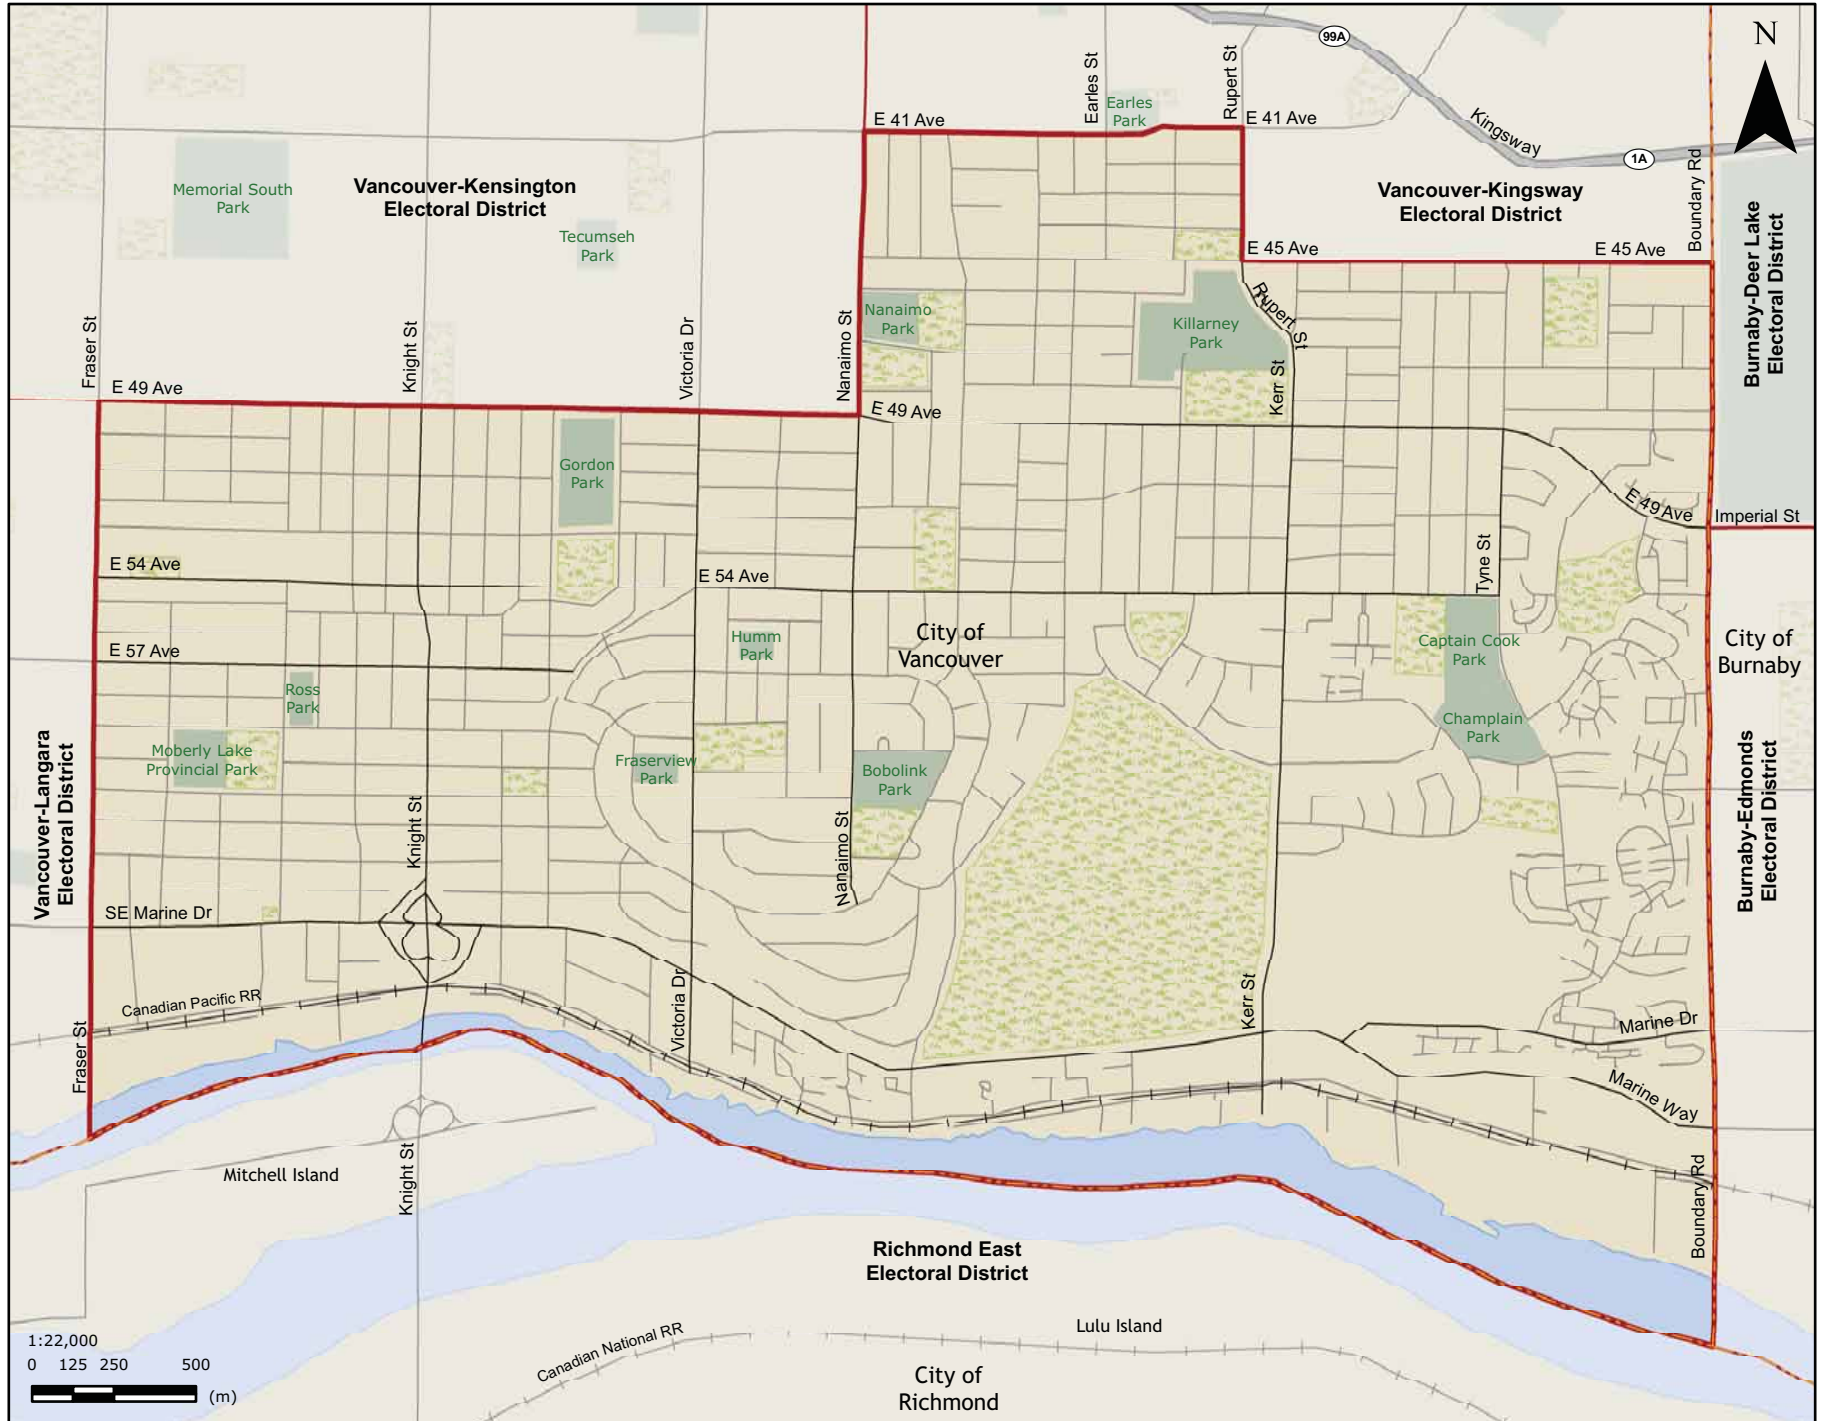 99A
N
Earles St
Rupert St
Earles
Park
E 41 Ave
E 41 Ave
Kingsway
1A
Boundary Rd
Memorial South
Park
Vancouver-Kensington
Electoral District
Vancouver-Kingsway
Electoral District
Burnaby-Deer Lake
Electoral District
Tecumseh
Park
E 45 Ave
E 45 Ave
Fraser St
Knight St
Victoria Dr
Nanaimo St
Nanaimo
Park
Killarney
Park
Rupert St
Kerr St
E 49 Ave
E 49 Ave
Gordon
Park
E 49 Ave
Imperial St
E 54 Ave
E 54 Ave
Tyne St
City of
Vancouver
Humm
Park
Captain Cook
Park
City of
Burnaby
E 57 Ave
Ross
Park
Champlain
Park
Moberly Lake
Provincial Park
Fraserview
Park
Bobolink
Park
Vancouver-Langara
Electoral District
Burnaby-Edmonds
Electoral District
Knight St
Nanaimo St
SE Marine Dr
Canadian Pacific RR
Victoria Dr
Kerr St
Marine Dr
Fraser St
Marine Way
Mitchell Island
Knight St
Boundary Rd
Richmond East
Electoral District
Lulu Island
Canadian National RR
City of
Richmond
1:22,000
0 125 250 500
(m)